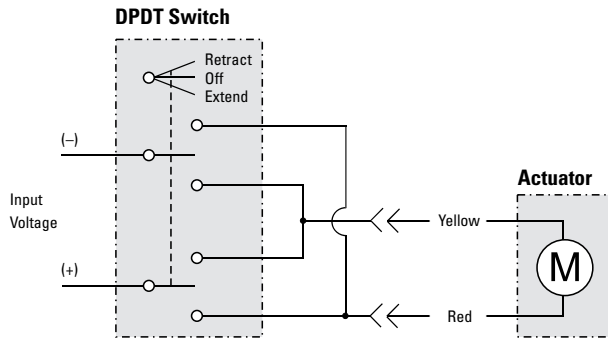 DPDT Switch
Retract
Off
Extend
(–)
Input
Voltage
(+)
Actuator
Yellow
M
Red